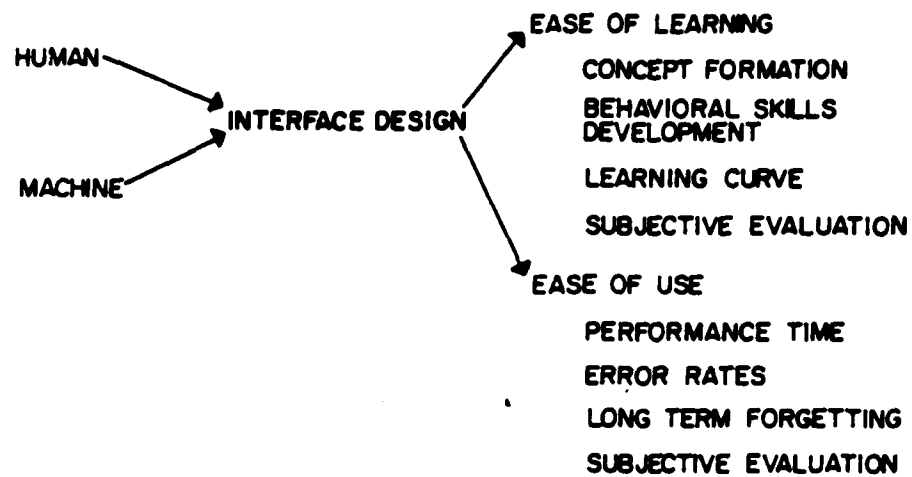 HUMAN
MACHINE
INTERFACE DESIGN
EASE OF LEARNING
CONCEPT FORMATION
BEHAVIORAL SKILLS
DEVELOPMENT
LEARNING CURVE
SUBJECTIVE EVALUATION
EASE OF USE
PERFORMANCE TIME
ERROR RATES
LONG TERM FORGETTING
SUBJECTIVE EVALUATION